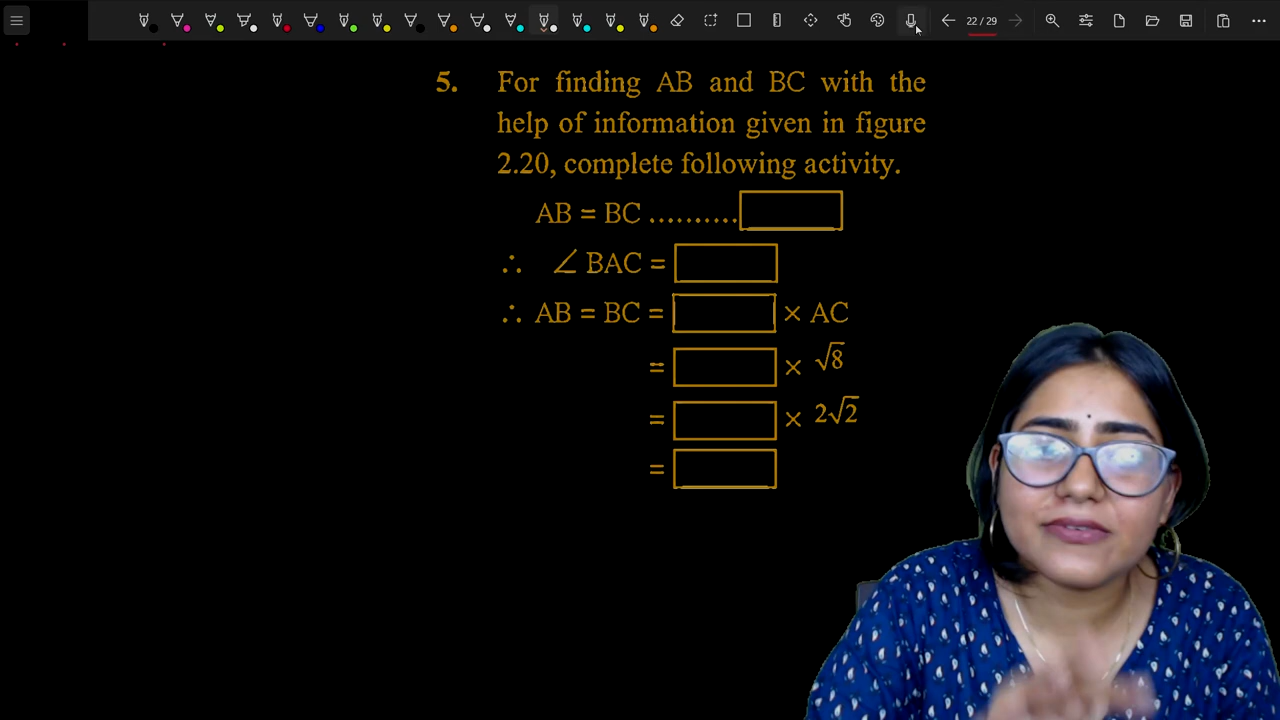 22 / 29
5. For finding AB and BC with the
help of information given in figure
2.20, complete following activity.
AB = BC ..........
∴ ∠ BAC =
∴ AB = BC = × AC
= × √8
= × 2√2
=